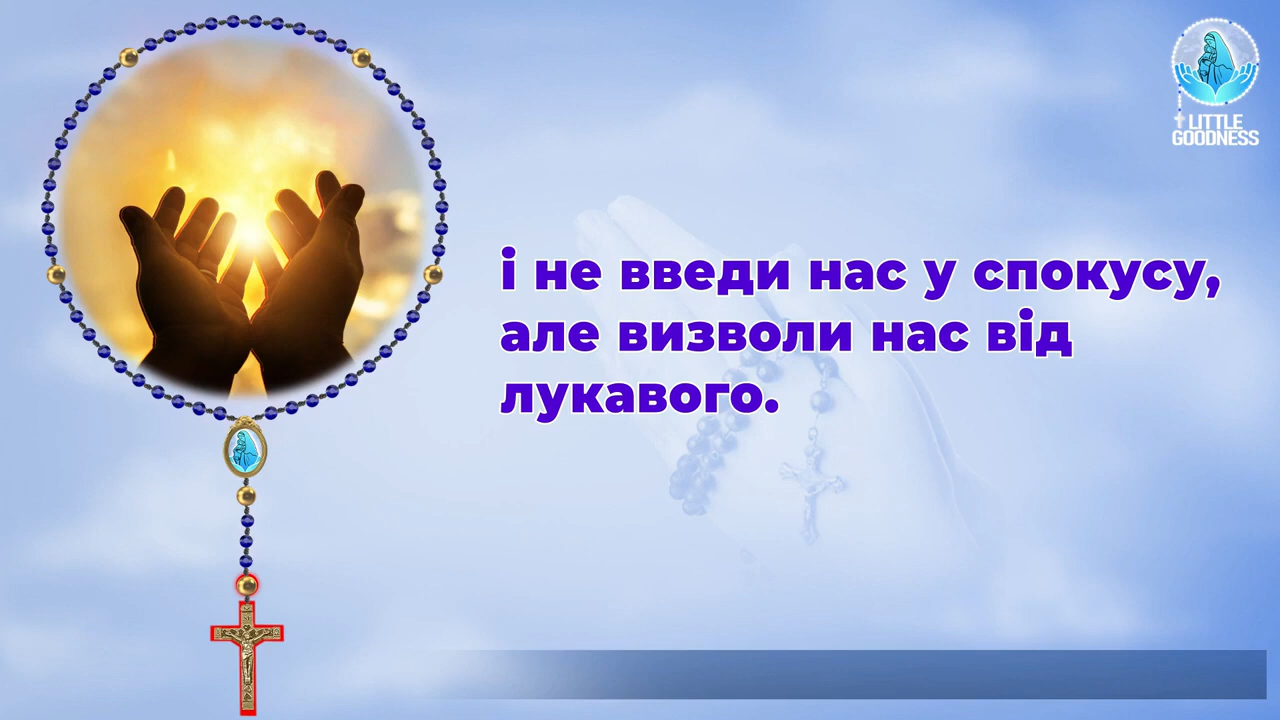 LITTLE
GOODNESS
і не введи нас у спокусу,
але визволи нас від
лукавого.